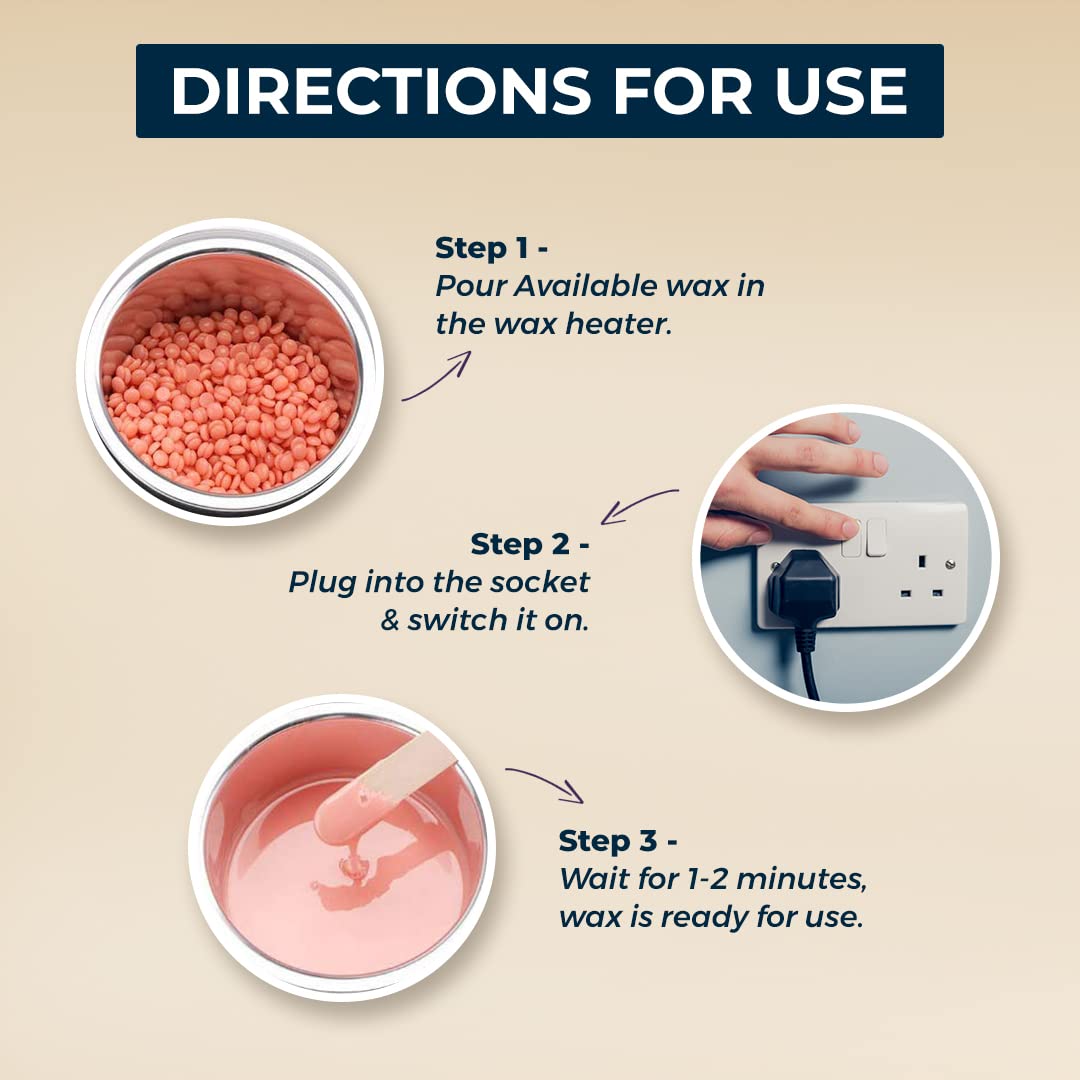 DIRECTIONS FOR USE
Step 1 -
Pour Available wax in
the wax heater.
Step 2 -
Plug into the socket
& switch it on.
Step 3 -
Wait for 1-2 minutes,
wax is ready for use.